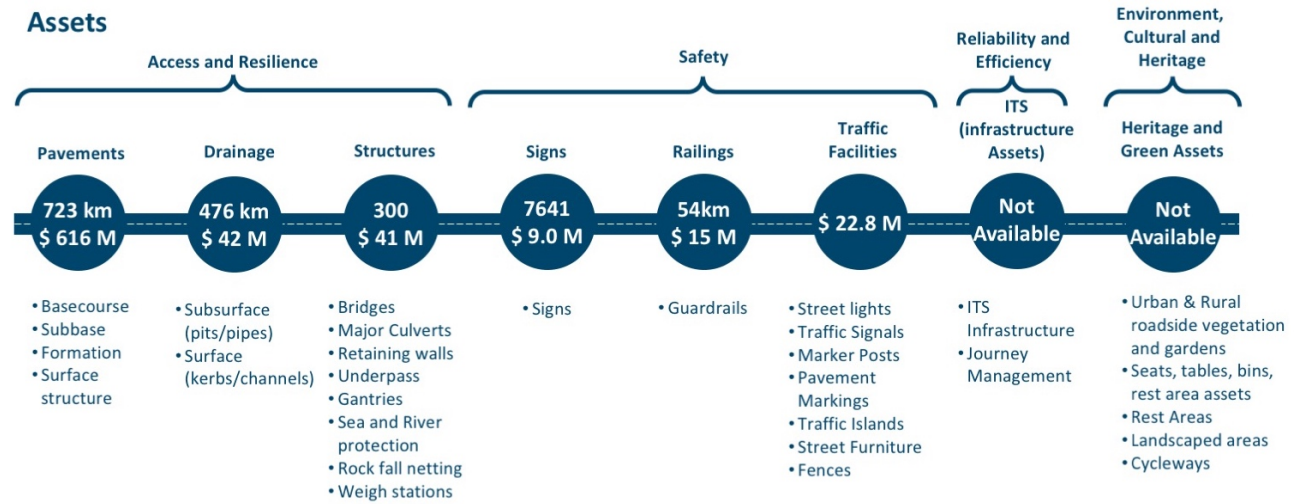 Assets
Access and Resilience
Safety
Reliability and
Efficiency
Environment,
Cultural and
Heritage
Pavements
Drainage
Structures
Signs
Railings
Traffic
Facilities
ITS
(infrastructure
Assets)
Heritage and
Green Assets
723 km
$ 616 M
476 km
$ 42 M
300
$ 41 M
7641
$ 9.0 M
54km
$ 15 M
$ 22.8 M
Not
Available
Not
Available
• Basecourse
• Subbase
• Formation
• Surface
structure
• Subsurface
(pits/pipes)
• Surface
(kerbs/channels)
• Bridges
• Major Culverts
• Retaining walls
• Underpass
• Gantries
• Sea and River
protection
• Rock fall netting
• Weigh stations
• Signs
• Guardrails
• Street lights
• Traffic Signals
• Marker Posts
• Pavement
Markings
• Traffic Islands
• Street Furniture
• Fences
• ITS
Infrastructure
• Journey
Management
• Urban & Rural
roadside vegetation
and gardens
• Seats, tables, bins,
rest area assets
• Rest Areas
• Landscaped areas
• Cycleways